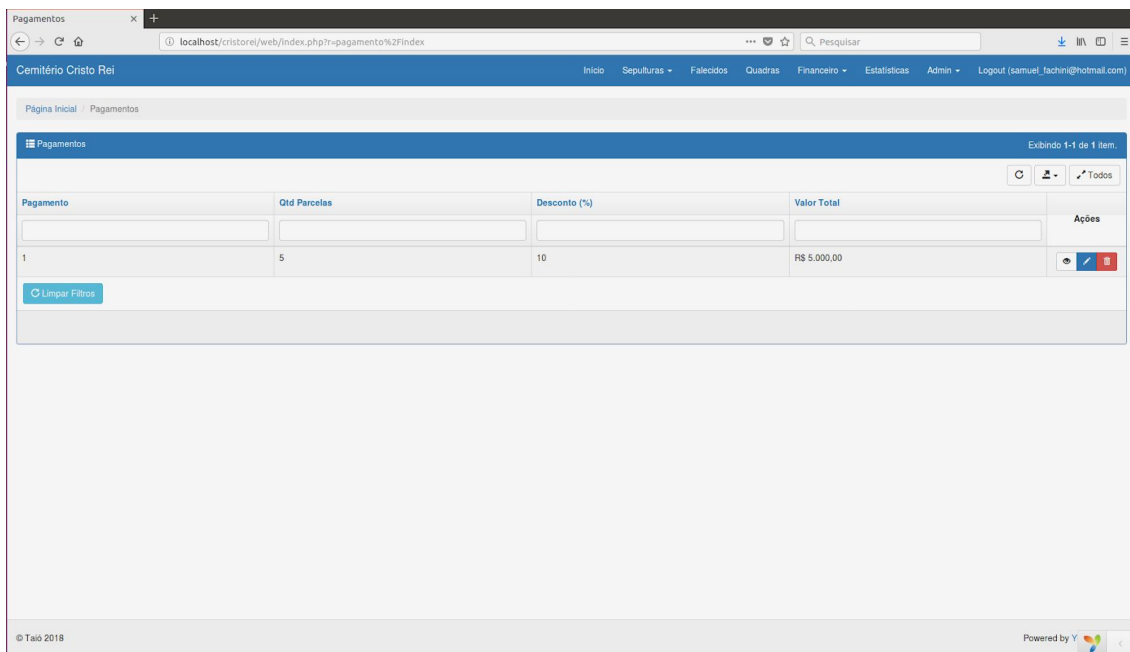 Pagamentos
localhost/cristorei/web/index.php?r=pagamento%2Findex
Pesquisar
Cemitério Cristo Rei
Início Sepulturas Falecidos Quadras Financeiro Estatísticas Admin Logout (samuel_fachini@hotmail.com)
Página Inicial / Pagamentos
Pagamentos
Exibindo 1-1 de 1 item.
Todos
Pagamento Qtd Parcelas Desconto (%) Valor Total Ações
1 5 10 R$ 5.000,00
Limpar Filtros
© Taió 2018
Powered by Y